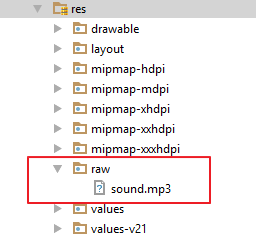 res
drawable
layout
mipmap-hdpi
mipmap-mdpi
mipmap-xhdpi
mipmap-xxhdpi
mipmap-xxxhdpi
raw
sound.mp3
values
values-v21